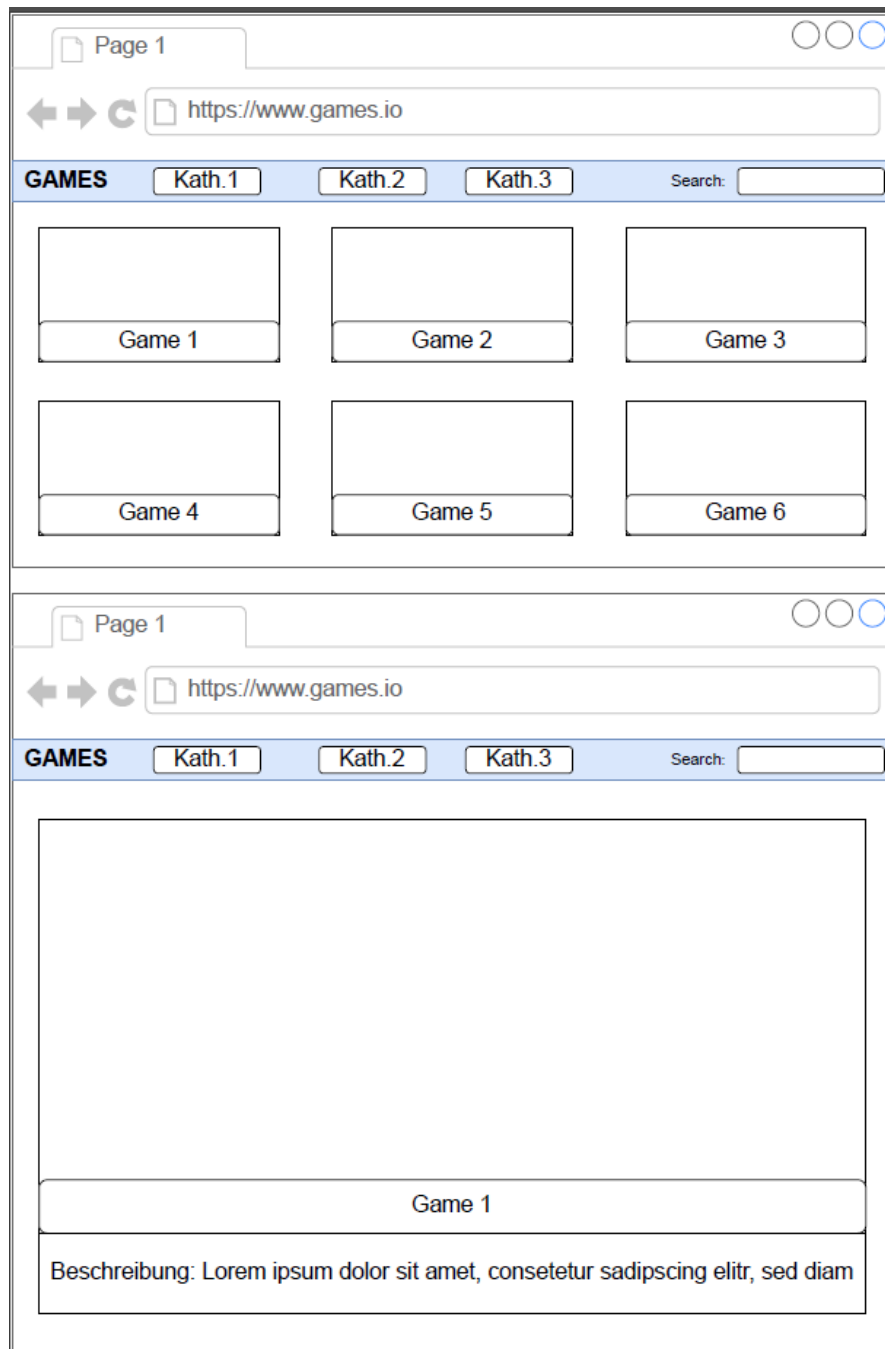 Page 1
https://www.games.io
GAMES Kath.1 Kath.2 Kath.3 Search:
Game 1 Game 2 Game 3
Game 4 Game 5 Game 6
Page 1
https://www.games.io
GAMES Kath.1 Kath.2 Kath.3 Search:
Game 1
Beschreibung: Lorem ipsum dolor sit amet, consetetur sadipscing elitr, sed diam